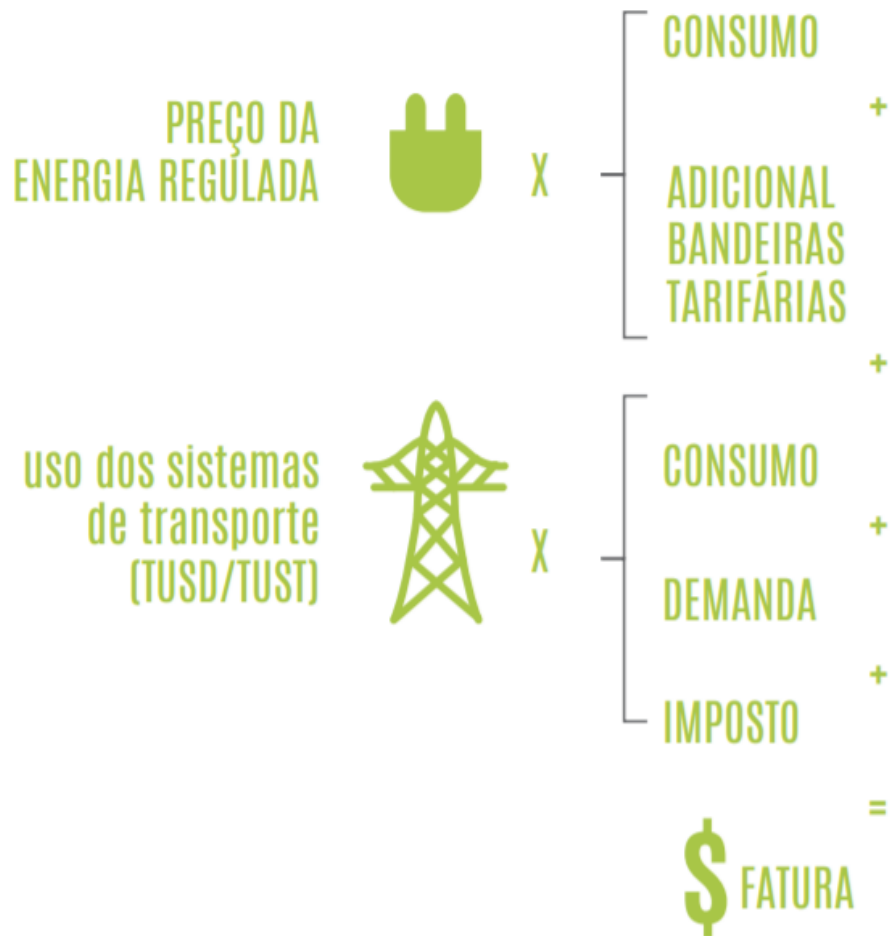 PREÇO DA
ENERGIA REGULADA
X
CONSUMO
+
ADICIONAL
BANDEIRAS
TARIFÁRIAS
+
uso dos sistemas
de transporte
(TUSD/TUST)
X
CONSUMO
+
DEMANDA
+
IMPOSTO
=
$ FATURA